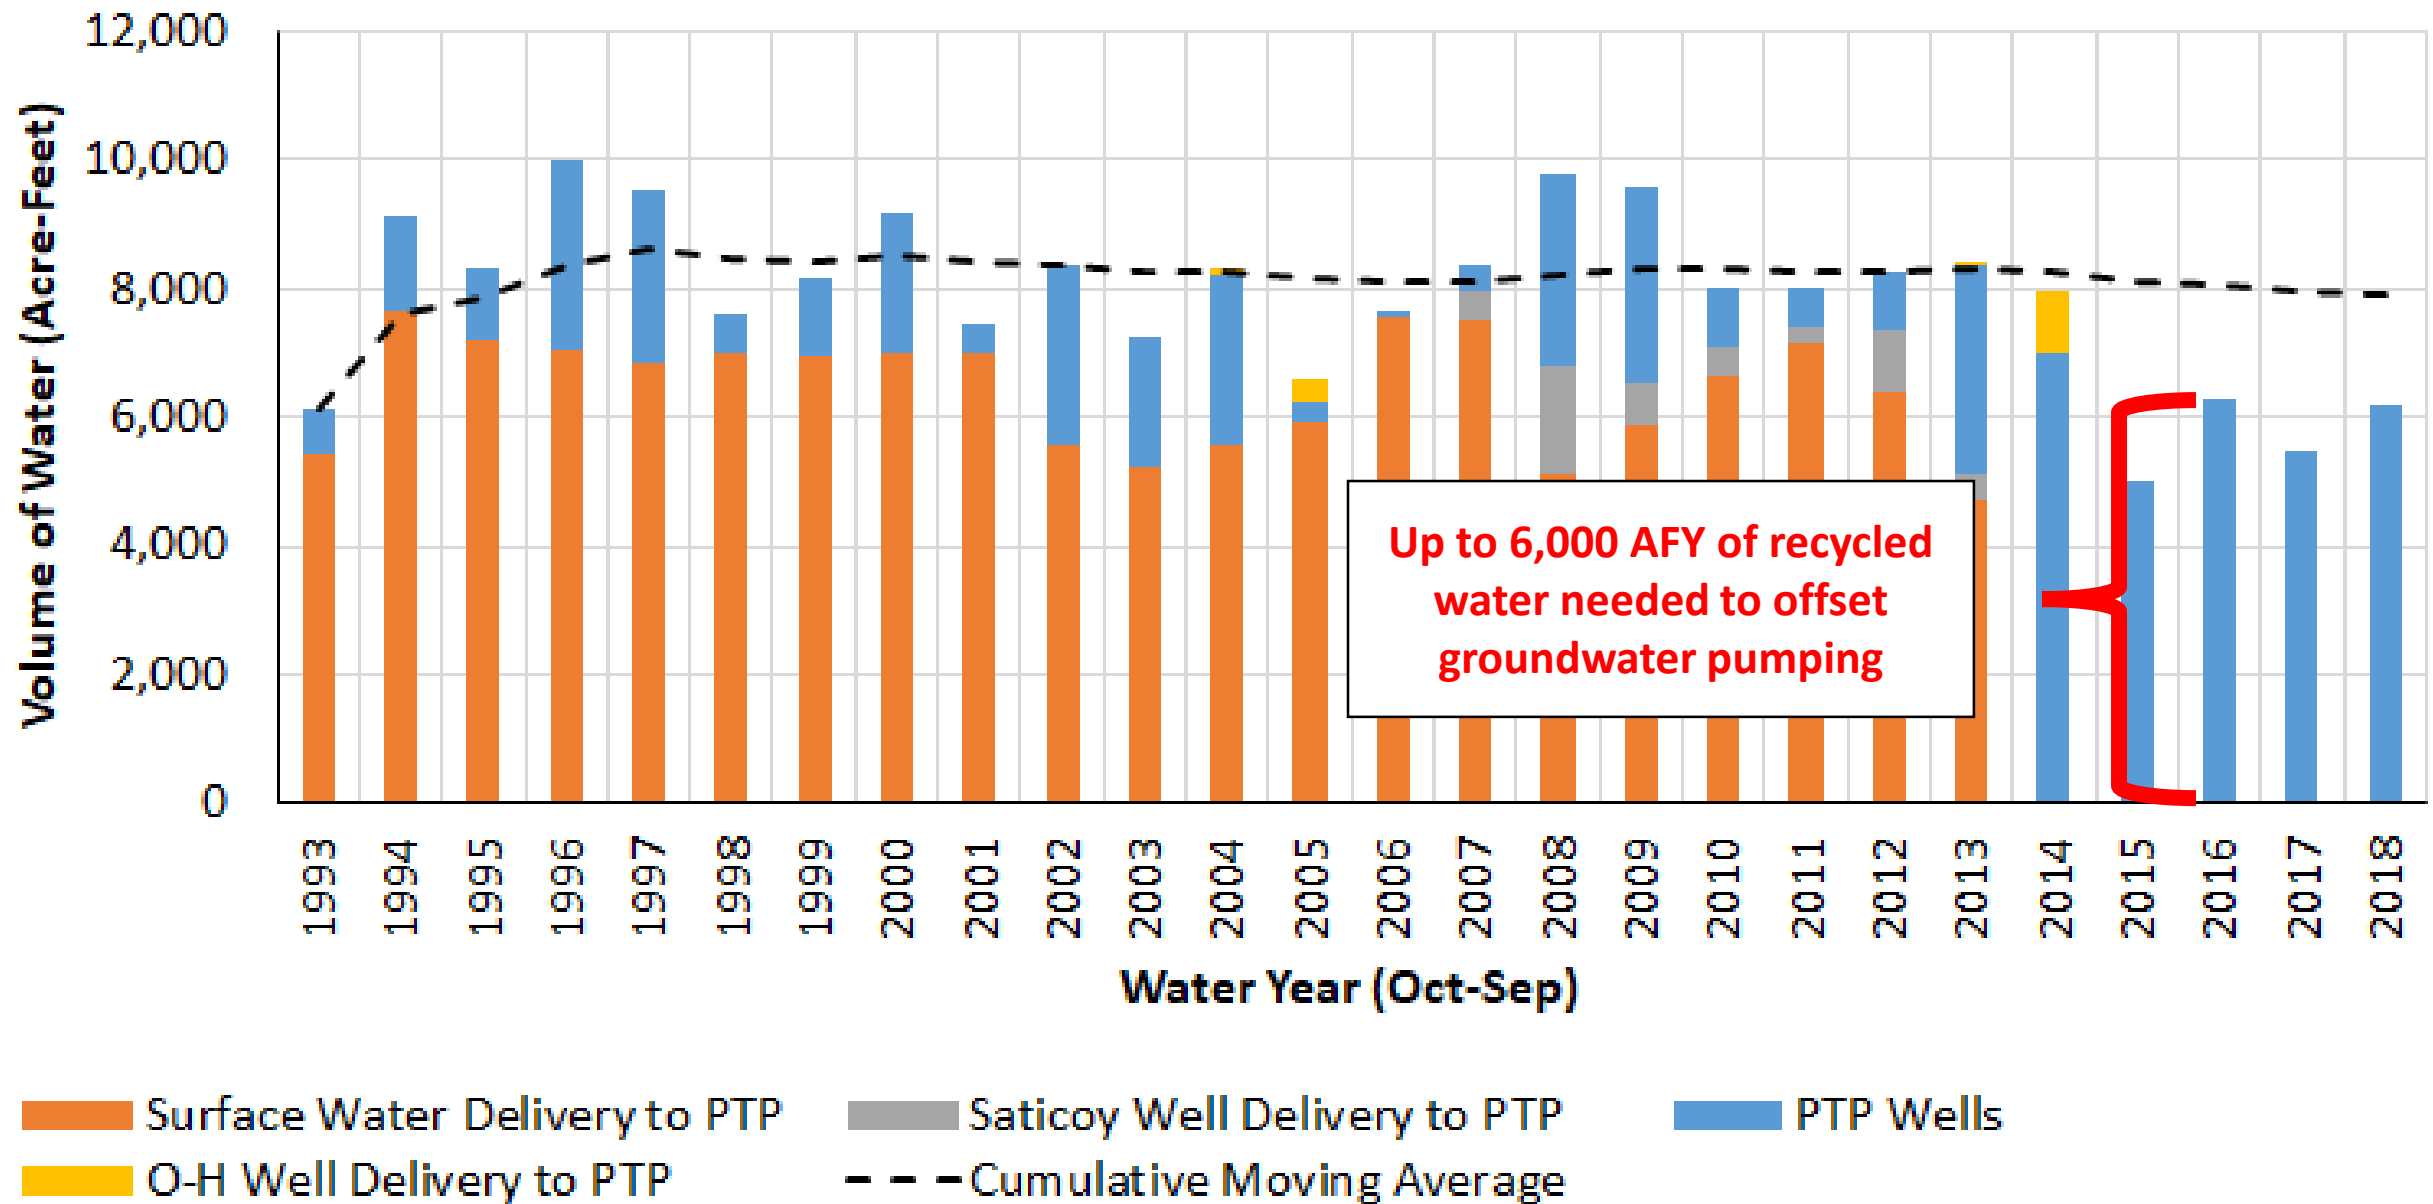 12,000
10,000
8,000
6,000
4,000
2,000
0
Volume of Water (Acre-Feet)
Up to 6,000 AFY of recycled
water needed to offset
groundwater pumping
1993 1994 1995 1996 1997 1998 1999 2000 2001 2002 2003 2004 2005 2006 2007 2008 2009 2010 2011 2012 2013 2014 2015 2016 2017 2018
Water Year (Oct-Sep)
Surface Water Delivery to PTP Saticoy Well Delivery to PTP PTP Wells
O-H Well Delivery to PTP Cumulative Moving Average